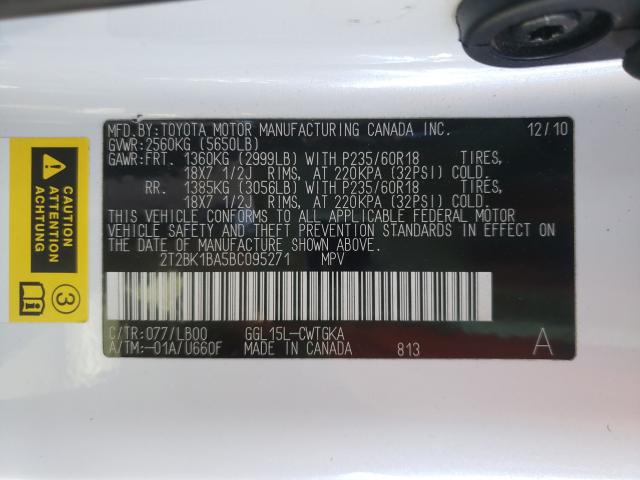 MFD.BY:TOYOTA MOTOR MANUFACTURING CANADA INC. 12/10
GVWR:2560KG (5650LB)
GAWR:FRT. 1360KG (2999LB) WITH P235/60R18 TIRES,
18X7 1/2J RIMS, AT 220KPA (32PSI) COLD.
RR. 1385KG (3056LB) WITH P235/60R18 TIRES,
18X7 1/2J RIMS, AT 220KPA (32PSI) COLD.
THIS VEHICLE CONFORMS TO ALL APPLICABLE FEDERAL MOTOR
VEHICLE SAFETY AND THEFT PREVENTION STANDARDS IN EFFECT ON
THE DATE OF MANUFACTURE SHOWN ABOVE.
2T2BK1BA5BC095271 MPV
C/TR:077/LB00 GGL15L-CWTGKA
A/TM:-01A/U660F MADE IN CANADA 813 A
CAUTION
ATTENTION
ACHTUNG
3